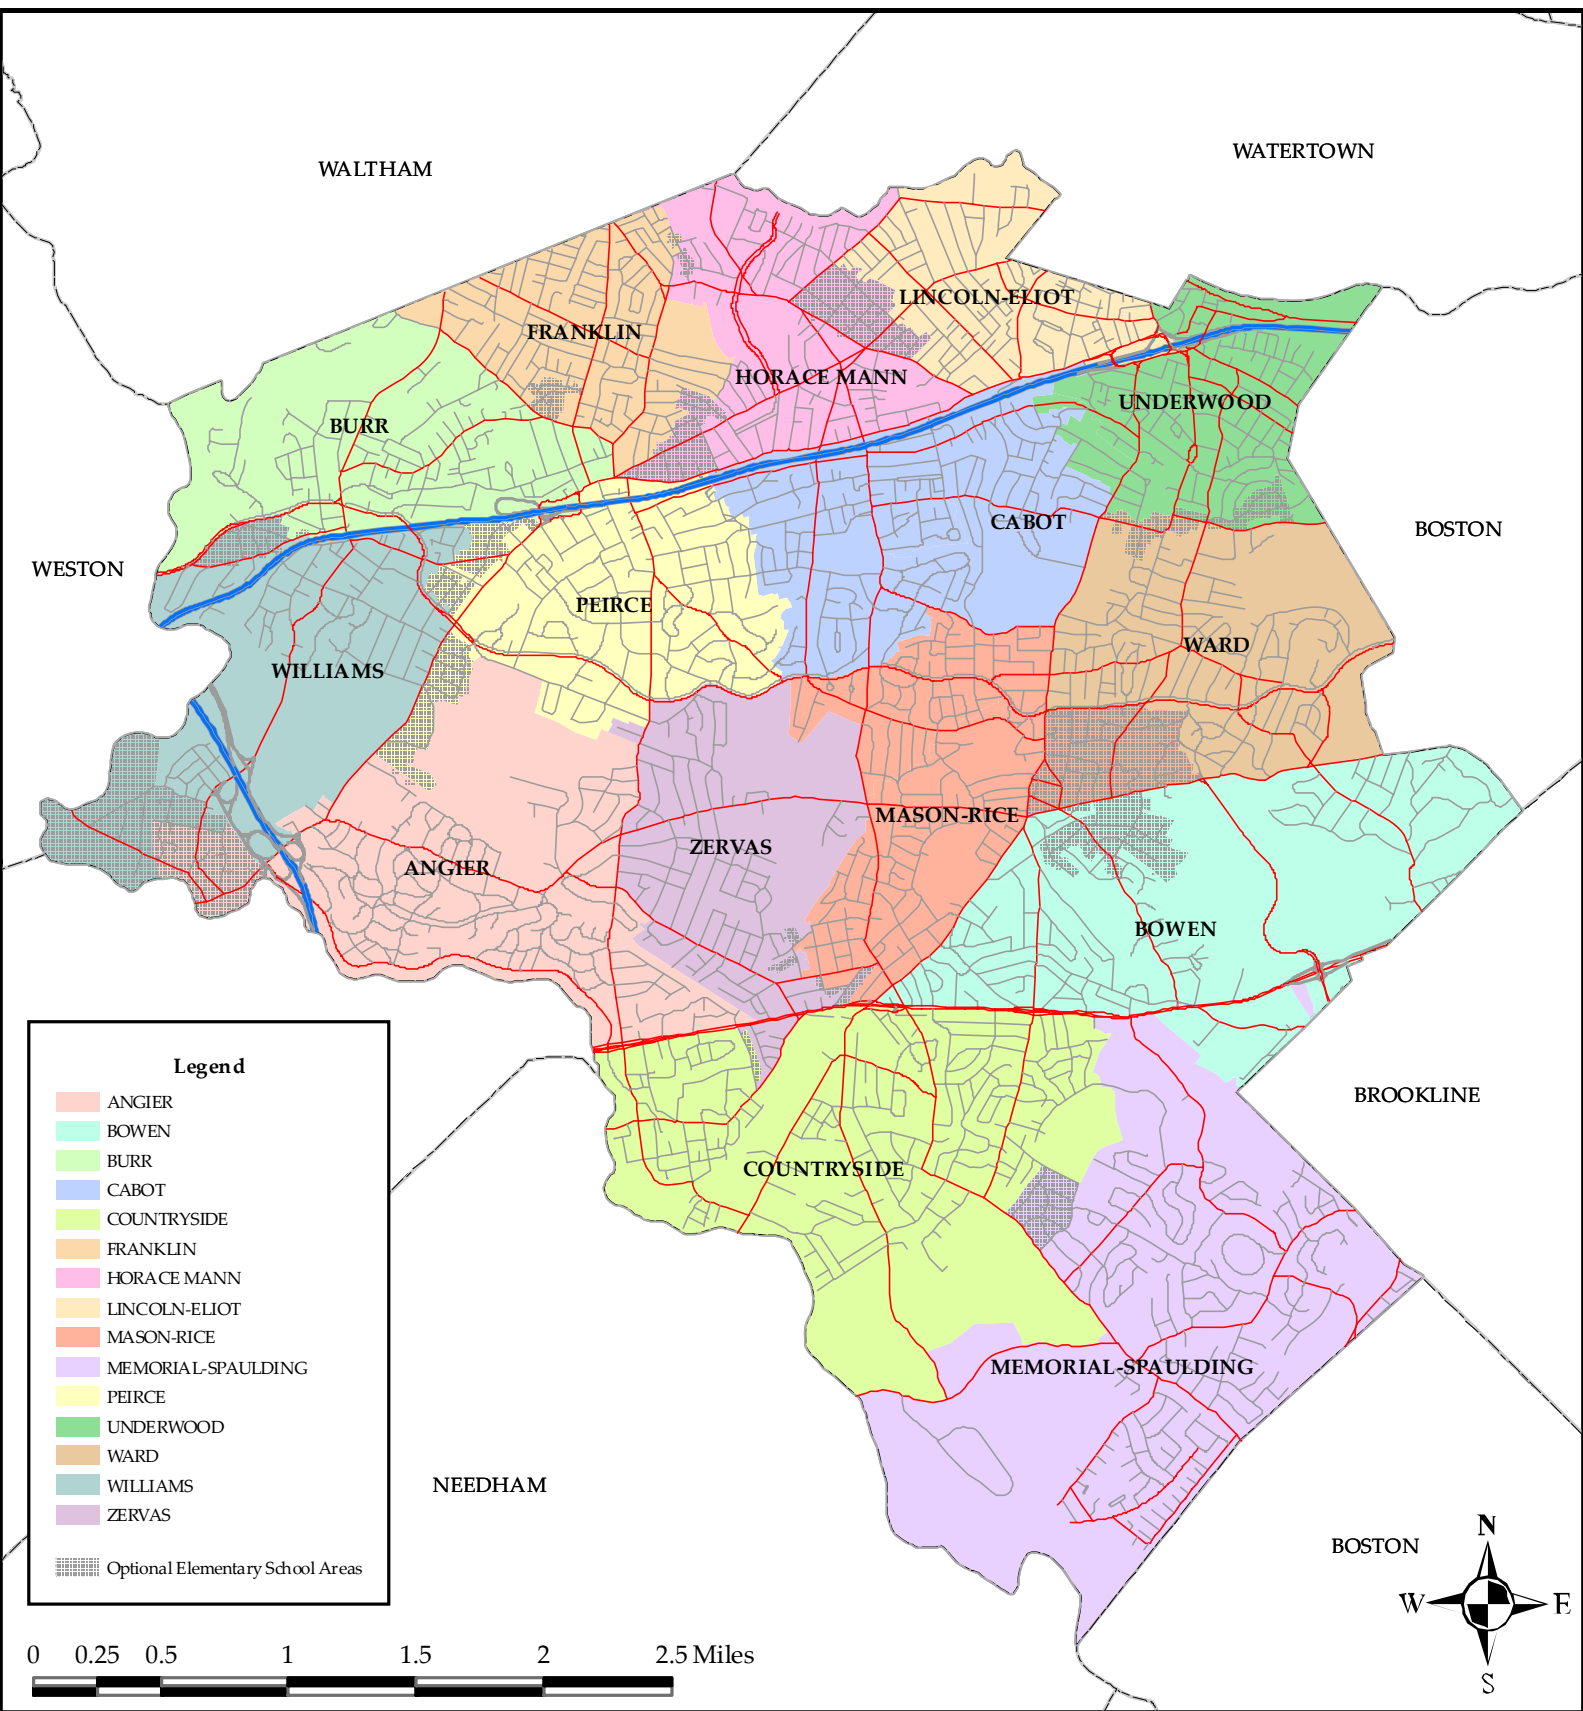 WATERTOWN
WALTHAM
LINCOLN-ELIOT
FRANKLIN
HORACE MANN
UNDERWOOD
BURR
CABOT
BOSTON
WESTON
PEIRCE
WARD
WILLIAMS
MASON-RICE
ZERVAS
ANGIER
BOWEN
BROOKLINE
COUNTRYSIDE
MEMORIAL-SPAULDING
NEEDHAM
BOSTON
Legend
ANGIER
BOWEN
BURR
CABOT
COUNTRYSIDE
FRANKLIN
HORACE MANN
LINCOLN-ELIOT
MASON-RICE
MEMORIAL-SPAULDING
PEIRCE
UNDERWOOD
WARD
WILLIAMS
ZERVAS
Optional Elementary School Areas
N
W E
S
0 0.25 0.5 1 1.5 2 2.5 Miles